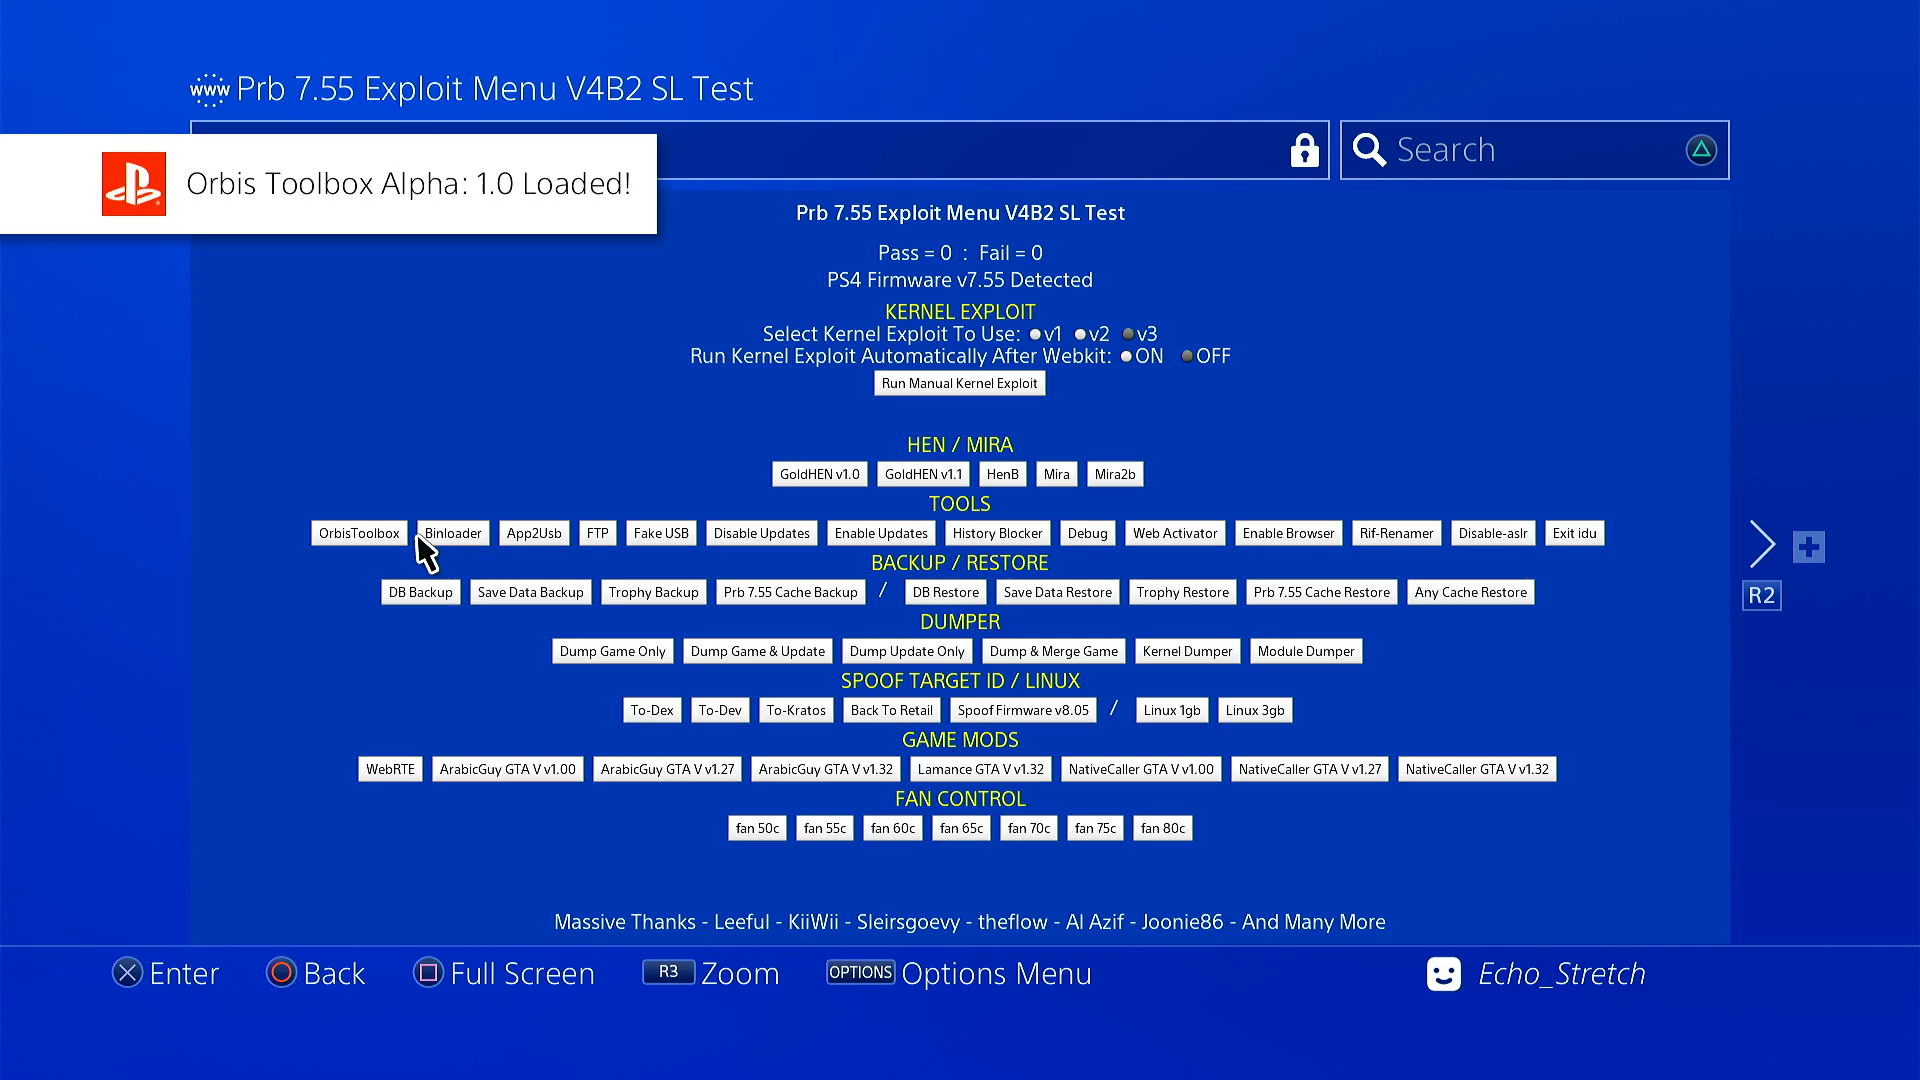 www Prb 7.55 Exploit Menu V4B2 SL Test
Orbis Toolbox Alpha: 1.0 Loaded!
Search
Prb 7.55 Exploit Menu V4B2 SL Test
Pass = 0 : Fail = 0
PS4 Firmware v7.55 Detected
KERNEL EXPLOIT
Select Kernel Exploit To Use: v1 v2 v3
Run Kernel Exploit Automatically After Webkit: ON OFF
Run Manual Kernel Exploit
HEN / MIRA
GoldHEN v1.0 GoldHEN v1.1 HenB Mira Mira2b
TOOLS
OrbisToolbox Binloader App2Usb FTP Fake USB Disable Updates Enable Updates History Blocker Debug Web Activator Enable Browser Rif-Renamer Disable-aslr Exit idu
BACKUP / RESTORE
DB Backup Save Data Backup Trophy Backup Prb 7.55 Cache Backup / DB Restore Save Data Restore Trophy Restore Prb 7.55 Cache Restore Any Cache Restore
R2
DUMPER
Dump Game Only Dump Game & Update Dump Update Only Dump & Merge Game Kernel Dumper Module Dumper
SPOOF TARGET ID / LINUX
To-Dex To-Dev To-Kratos Back To Retail Spoof Firmware v8.05 / Linux 1gb Linux 3gb
GAME MODS
WebRTE ArabicGuy GTA V v1.00 ArabicGuy GTA V v1.27 ArabicGuy GTA V v1.32 Lamance GTA V v1.32 NativeCaller GTA V v1.00 NativeCaller GTA V v1.27 NativeCaller GTA V v1.32
FAN CONTROL
fan 50c fan 55c fan 60c fan 65c fan 70c fan 75c fan 80c
Massive Thanks - Leeful - KiiWii - Sleirsgoevy - theflow - Al Azif - Joonie86 - And Many More
Enter Back Full Screen R3 Zoom OPTIONS Options Menu Echo_Stretch